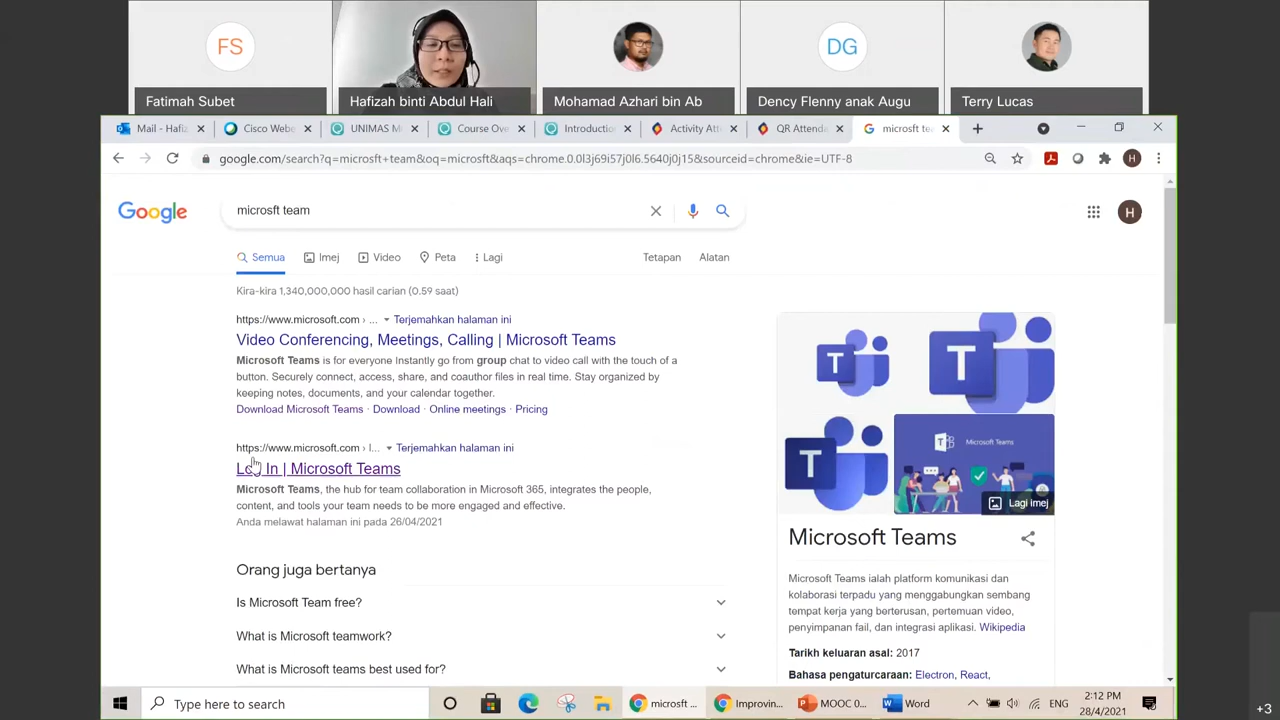 FS
DG
Fatimah Subet
Hafizah binti Abdul Hali
Mohamad Azhari bin Ab
Dency Flenny anak Augu
Terry Lucas
Mail - Hafiz
Cisco Webe
UNIMAS M
Course Ove
Introduction
Activity Att
QR Attenda
microsft tea
google.com/search?q=microsft+team&oq=microsft&aqs=chrome.0.0l3j69i57j0l6.5640j0j15&sourceid=chrome&ie=UTF-8
H
Google
microsft team
H
Semua
Imej
Video
Peta
Lagi
Tetapan
Alatan
Kira-kira 1,340,000,000 hasil carian (0.59 saat)
https://www.microsoft.com › ... Terjemahkan halaman ini
Video Conferencing, Meetings, Calling | Microsoft Teams
Microsoft Teams is for everyone Instantly go from group chat to video call with the touch of a
button. Securely connect, access, share, and coauthor files in real time. Stay organized by
keeping notes, documents, and your calendar together.
Download Microsoft Teams · Download · Online meetings · Pricing
https://www.microsoft.com › l... Terjemahkan halaman ini
Log In | Microsoft Teams
Microsoft Teams, the hub for team collaboration in Microsoft 365, integrates the people,
content, and tools your team needs to be more engaged and effective.
Anda melawat halaman ini pada 26/04/2021
Orang juga bertanya
Is Microsoft Team free?
What is Microsoft teamwork?
What is Microsoft teams best used for?
T
T
T
T
Microsoft Teams
Lagi imej
Microsoft Teams
Microsoft Teams ialah platform komunikasi dan
kolaborasi terpadu yang menggabungkan sembang
tempat kerja yang berterusan, pertemuan video,
penyimpanan fail, dan integrasi aplikasi. Wikipedia
Tarikh keluaran asal: 2017
Bahasa pengaturcaraan: Electron, React,
Type here to search
microsft ...
Improvin...
MOOC 0...
Word
ENG
2:12 PM
28/4/2021
+3